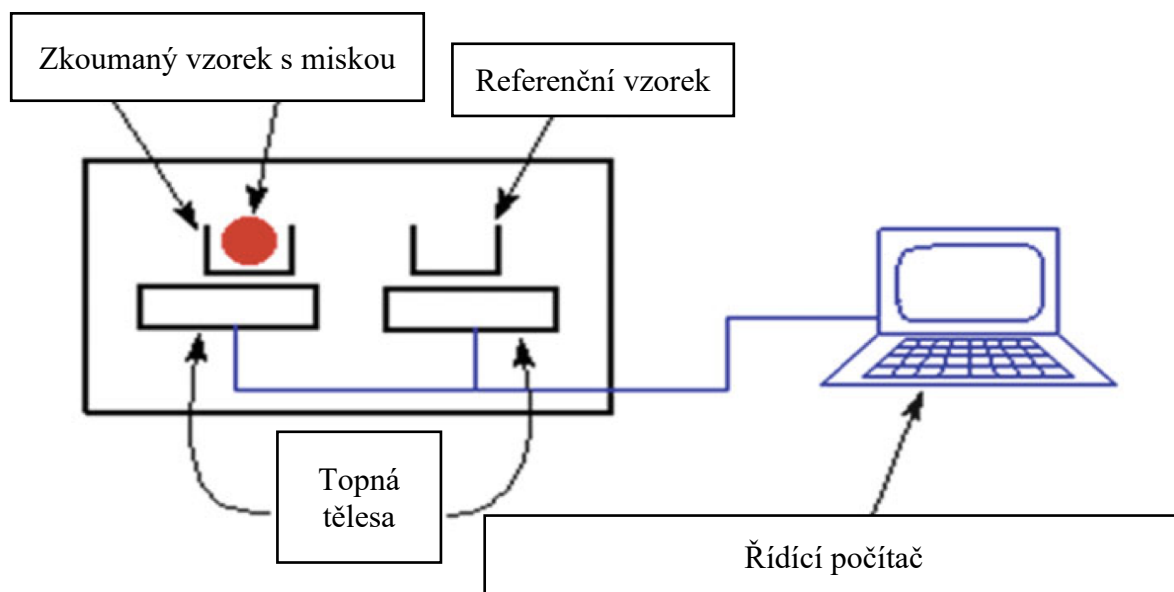 Zkoumaný vzorek s miskou
Referenční vzorek
Topná
tělesa
Řídící počítač